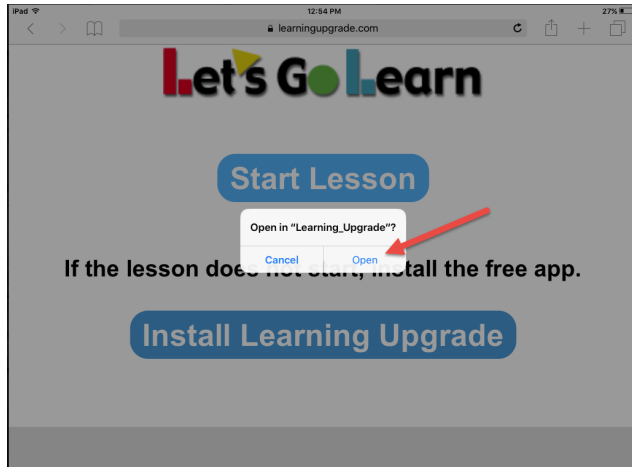 iPad 12:54 PM 27%
learningupgrade.com
Let's Go Learn
Start Lesson
Open in “Learning_Upgrade”?
Cancel Open
If the lesson does not start, install the free app.
Install Learning Upgrade